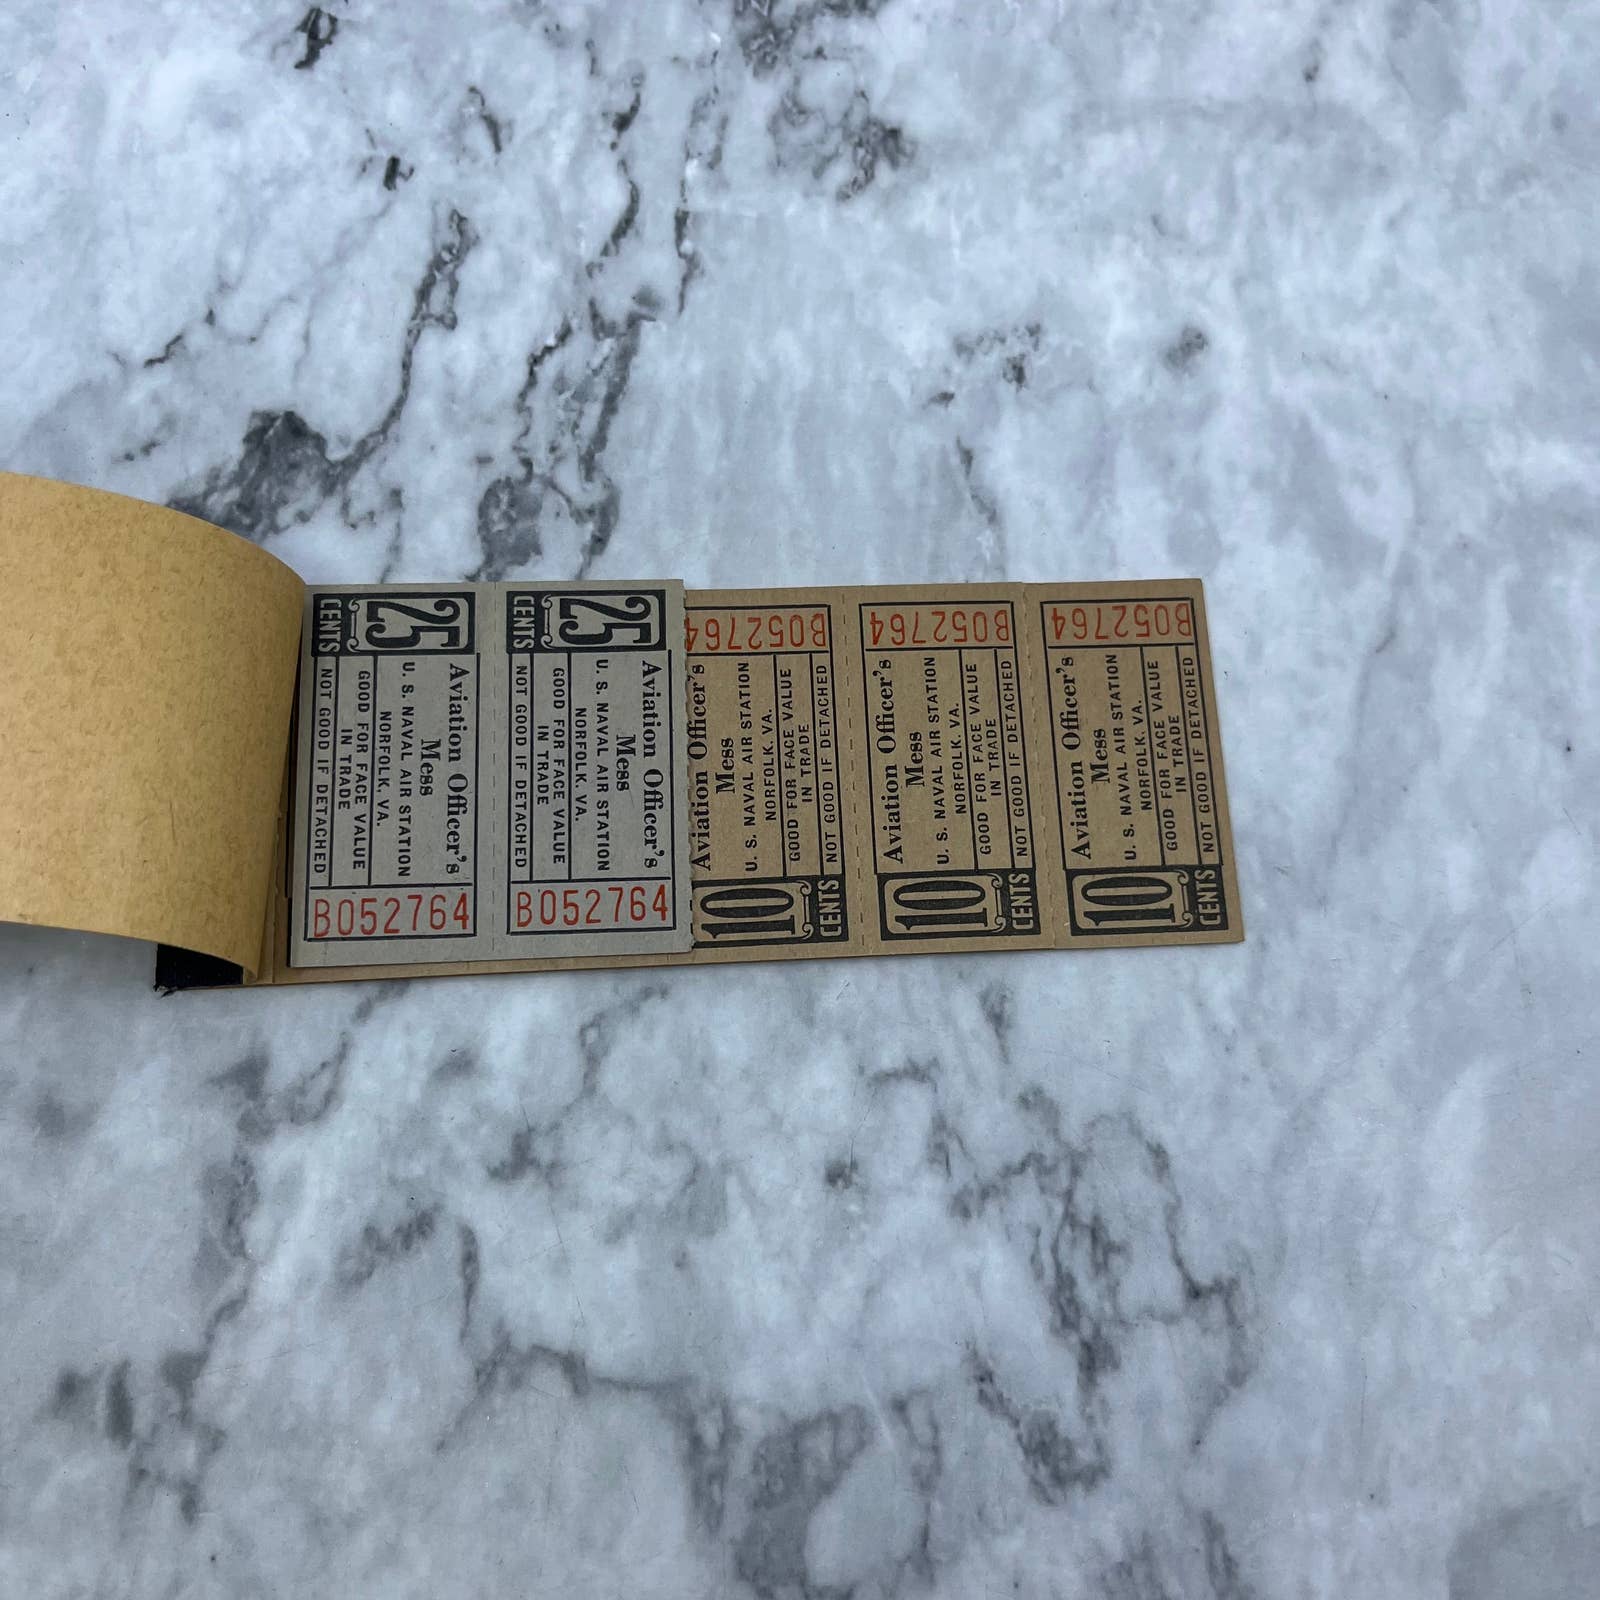 25
CENTS
Aviation Officer's
Mess
U. S. NAVAL AIR STATION
NORFOLK, VA.
GOOD FOR FACE VALUE
IN TRADE
NOT GOOD IF DETACHED
B052764
25
CENTS
Aviation Officer's
Mess
U. S. NAVAL AIR STATION
NORFOLK, VA.
GOOD FOR FACE VALUE
IN TRADE
NOT GOOD IF DETACHED
B052764
B052764
Aviation Officer's
Mess
U. S. NAVAL AIR STATION
NORFOLK, VA.
GOOD FOR FACE VALUE
IN TRADE
NOT GOOD IF DETACHED
10
CENTS
B052764
Aviation Officer's
Mess
U. S. NAVAL AIR STATION
NORFOLK, VA.
GOOD FOR FACE VALUE
IN TRADE
NOT GOOD IF DETACHED
10
CENTS
B052764
Aviation Officer's
Mess
U. S. NAVAL AIR STATION
NORFOLK, VA.
GOOD FOR FACE VALUE
IN TRADE
NOT GOOD IF DETACHED
10
CENTS